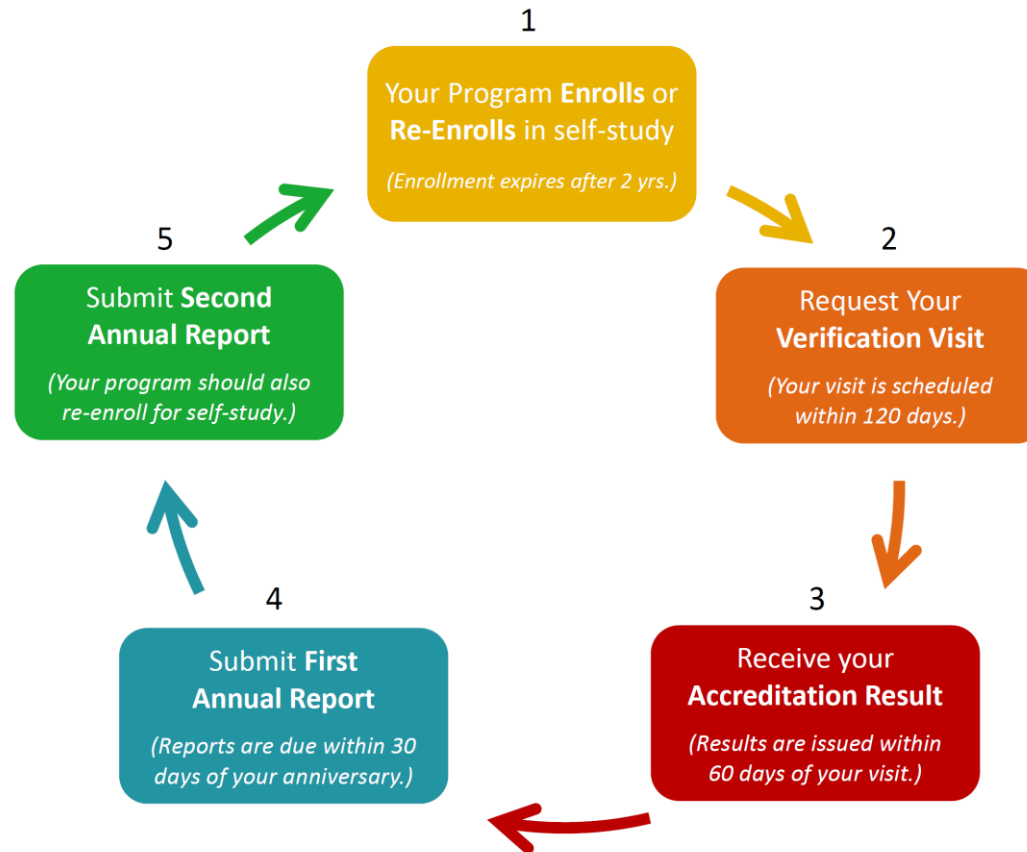 1
Your Program Enrolls or
Re-Enrolls in self-study
(Enrollment expires after 2 yrs.)
2
Request Your
Verification Visit
(Your visit is scheduled
within 120 days.)
3
Receive your
Accreditation Result
(Results are issued within
60 days of your visit.)
4
Submit First
Annual Report
(Reports are due within 30
days of your anniversary.)
5
Submit Second
Annual Report
(Your program should also
re-enroll for self-study.)